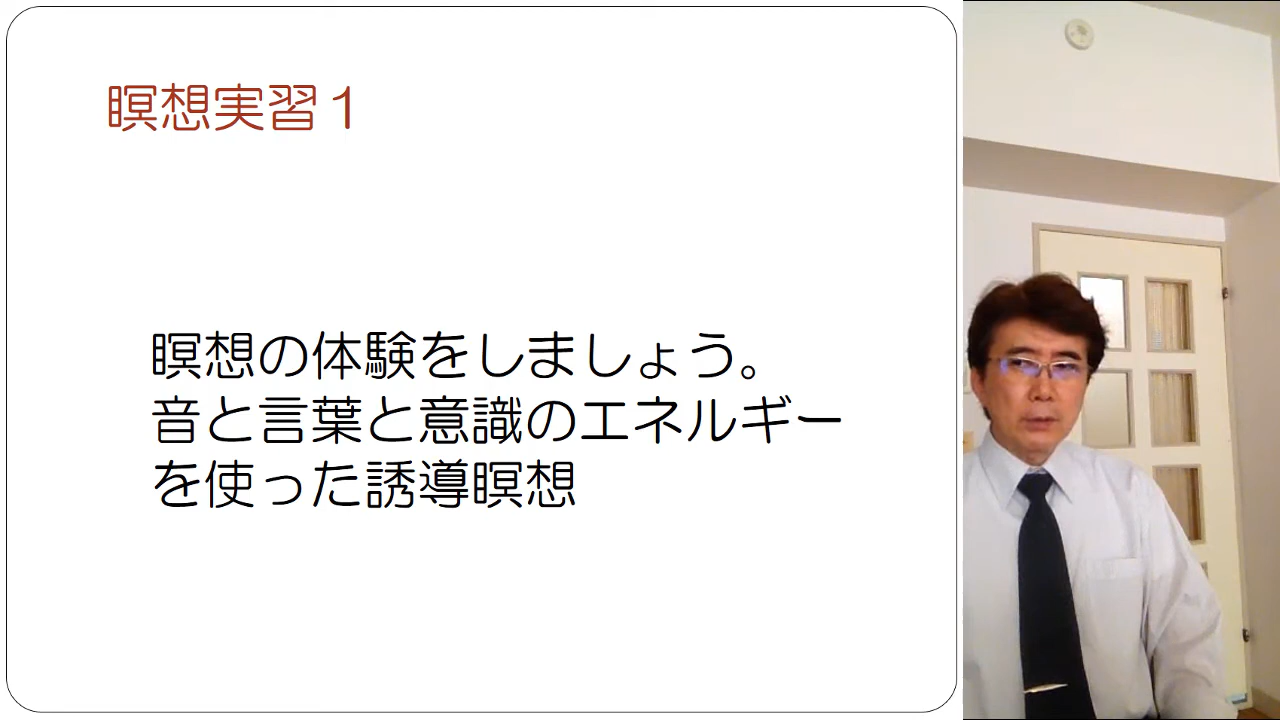 瞑想実習１
瞑想の体験をしましょう。
音と言葉と意識のエネルギー
を使った誘導瞑想